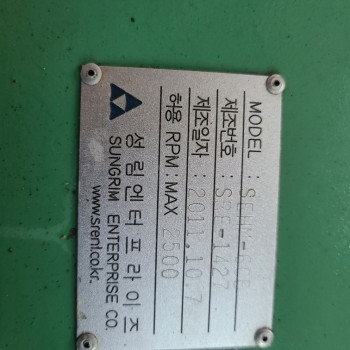 MODEL :
제조번호 : SPF-1427
제조일자 : 2011.10.7
허용 RPM : MAX 2500
성림엔터프라이즈
SUNGRIM ENTERPRISE CO.
www.srent.co.kr.